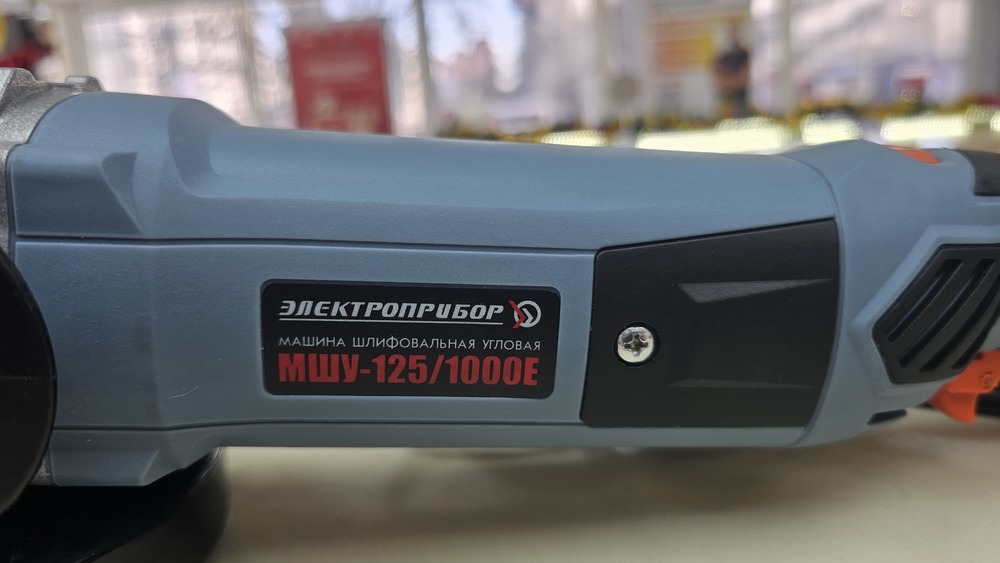 ЭЛЕКТРОПРИБОР
МАШИНА ШЛИФОВАЛЬНАЯ УГЛОВАЯ
МШУ-125/1000Е